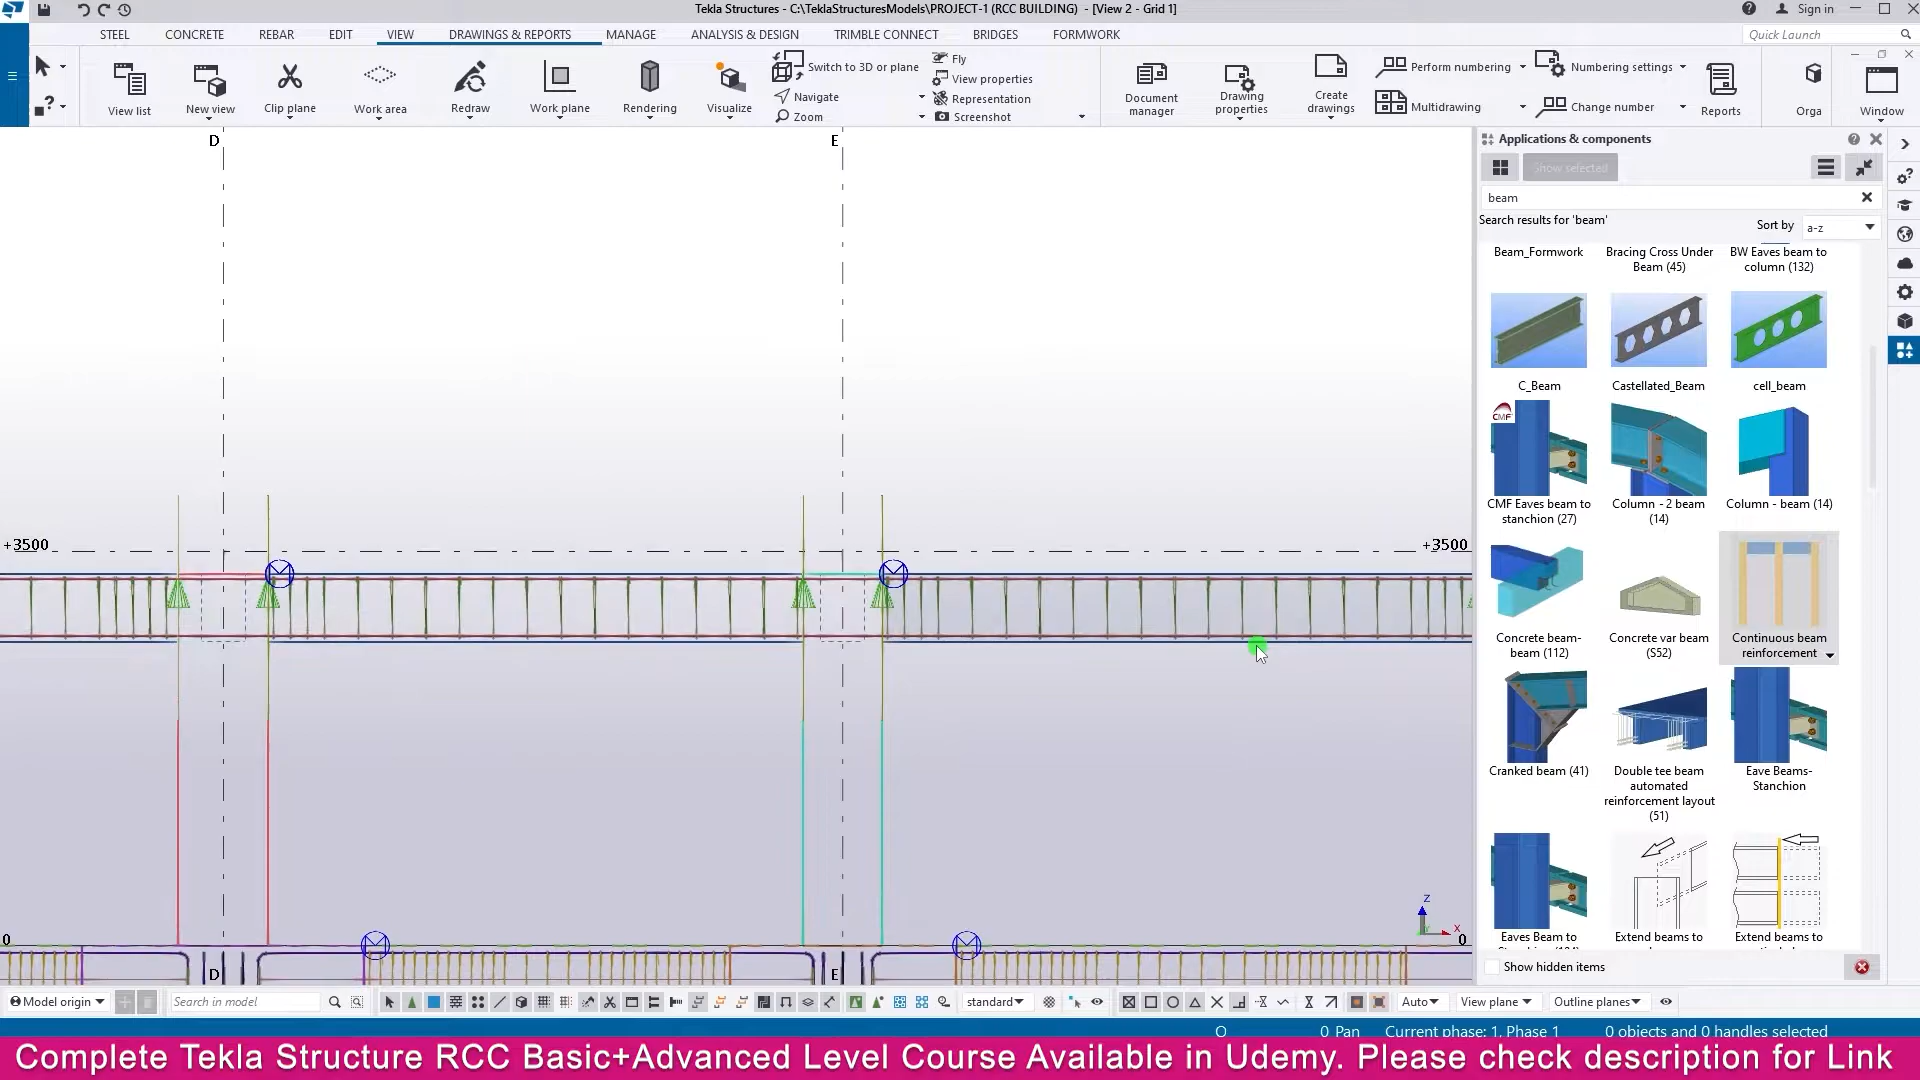 Tekla Structures - C:\TeklaStructuresModels\PROJECT-1 (RCC BUILDING) - [View 2 - Grid 1]
Sign in
STEEL CONCRETE REBAR EDIT VIEW DRAWINGS & REPORTS MANAGE ANALYSIS & DESIGN TRIMBLE CONNECT BRIDGES FORMWORK
Quick Launch
View list
New view
Clip plane
Work area
Redraw
Work plane
Rendering
Visualize
Switch to 3D or plane
Navigate
Zoom
Fly
View properties
Representation
Screenshot
Document
manager
Drawing
properties
Create
drawings
Perform numbering
Multidrawing
Numbering settings
Change number
Reports
Orga
Window
D
E
+3500
+3500
0
0
D
E
Z
X
Applications & components
Show selected
beam
Search results for 'beam'
Sort by
a-z
Beam_Formwork
Bracing Cross Under
Beam (45)
BW Eaves beam to
column (132)
C_Beam
Castellated_Beam
cell_beam
CMF
CMF Eaves beam to
stanchion (27)
Column - 2 beam
(14)
Column - beam (14)
Concrete beam-
beam (112)
Concrete var beam
(S52)
Continuous beam
reinforcement
Cranked beam (41)
Double tee beam
automated
reinforcement layout
(51)
Eave Beams-
Stanchion
Eaves Beam to
Extend beams to
Extend beams to
Show hidden items
Model origin
Search in model
standard
Auto
View plane
Outline planes
O
0 Pan
Current phase: 1, Phase 1
0 objects and 0 handles selected
Complete Tekla Structure RCC Basic+Advanced Level Course Available in Udemy. Please check description for Link